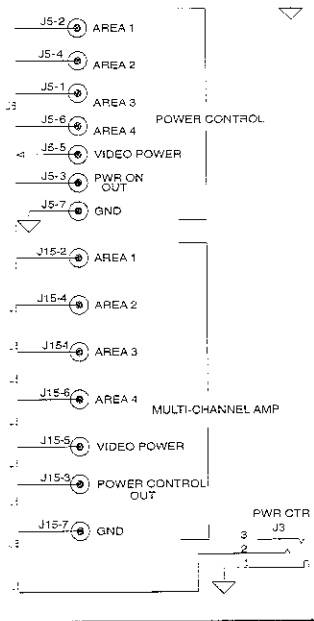 J5-2 AREA 1
J5-4 AREA 2
J5-1 AREA 3
J5-6 AREA 4
POWER CONTROL
J5-5 VIDEO POWER
J5-3 PWR ON
OUT
J5-7 GND
J15-2 AREA 1
J15-4 AREA 2
J15-1 AREA 3
J15-6 AREA 4
MULTI-CHANNEL AMP
J15-5 VIDEO POWER
J15-3 POWER CONTROL
OUT
J15-7 GND
PWR CTR
J3
3
2
1